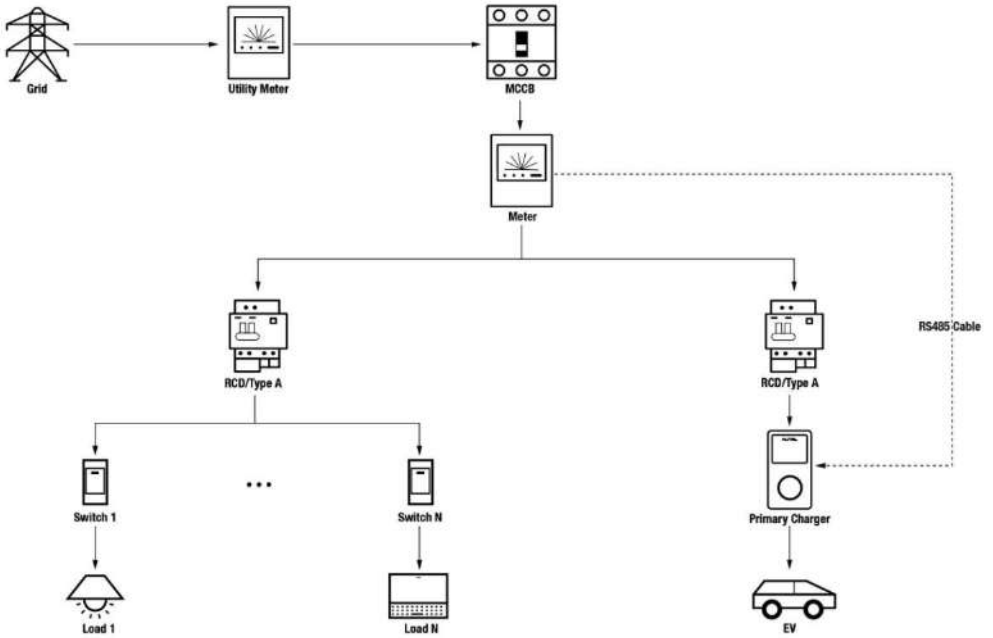 Grid
Utility Meter
MCCB
Meter
RS485 Cable
RCD/Type A
RCD/Type A
Switch 1
...
Switch N
Primary Charger
Load 1
Load N
EV